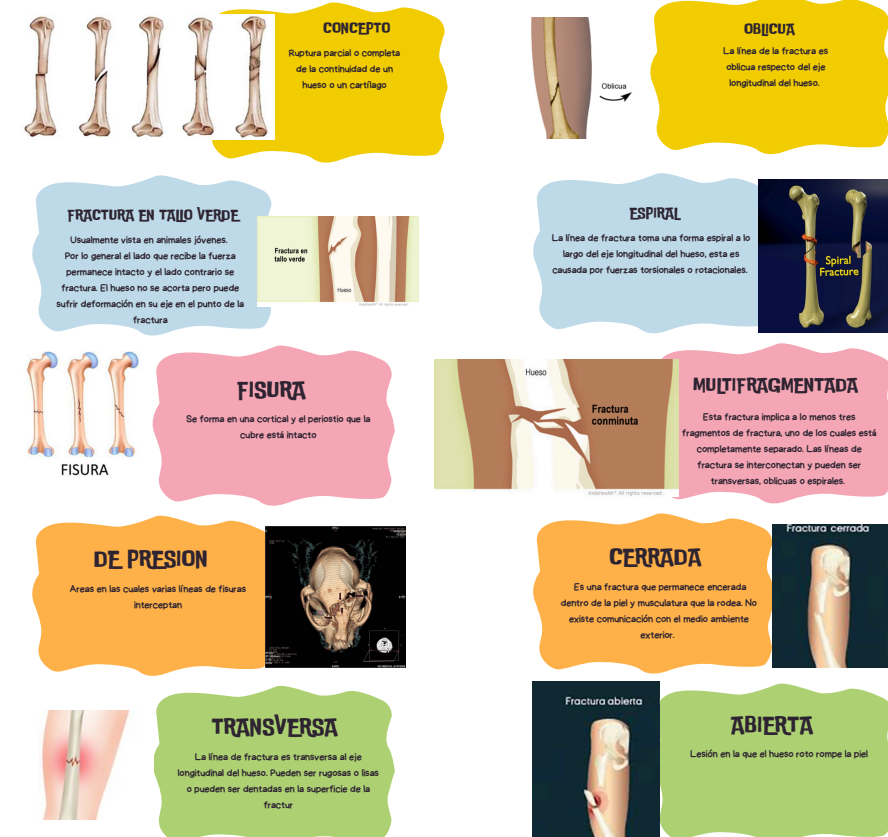 CONCEPTO
Ruptura parcial o completa
de la continuidad de un
hueso o un cartílago
OBLICUA
La línea de la fractura es
oblicua respecto del eje
longitudinal del hueso.
Oblicua
FRACTURA EN TALLO VERDE
Usualmente vista en animales jóvenes.
Por lo general el lado que recibe la fuerza
permanece intacto y el lado contrario se
fractura. El hueso no se acorta pero puede
sufrir deformación en su eje en el punto de la
fractura
Fractura en
tallo verde
Hueso
ESPIRAL
La línea de fractura toma una forma espiral a lo
largo del eje longitudinal del hueso, esta es
causada por fuerzas torsionales o rotacionales.
Spiral
Fracture
FISURA
Se forma en una cortical y el periostio que la
cubre está intacto
FISURA
Hueso
Fractura
conminuta
KidsHealth® All rights reserved.
MULTIFRAGMENTADA
Esta fractura implica a lo menos tres
fragmentos de fractura, uno de los cuales está
completamente separado. Las líneas de
fractura se interconectan y pueden ser
transversas, oblicuas o espirales.
DE PRESION
Areas en las cuales varias líneas de fisuras
interceptan
CERRADA
Es una fractura que permanece encerada
dentro de la piel y musculatura que la rodea. No
existe comunicación con el medio ambiente
exterior.
Fractura cerrada
TRANSVERSA
La línea de fractura es transversa al eje
longitudinal del hueso. Pueden ser rugosas o lisas
o pueden ser dentadas en la superficie de la
fractur
Fractura abierta
ABIERTA
Lesión en la que el hueso roto rompe la piel